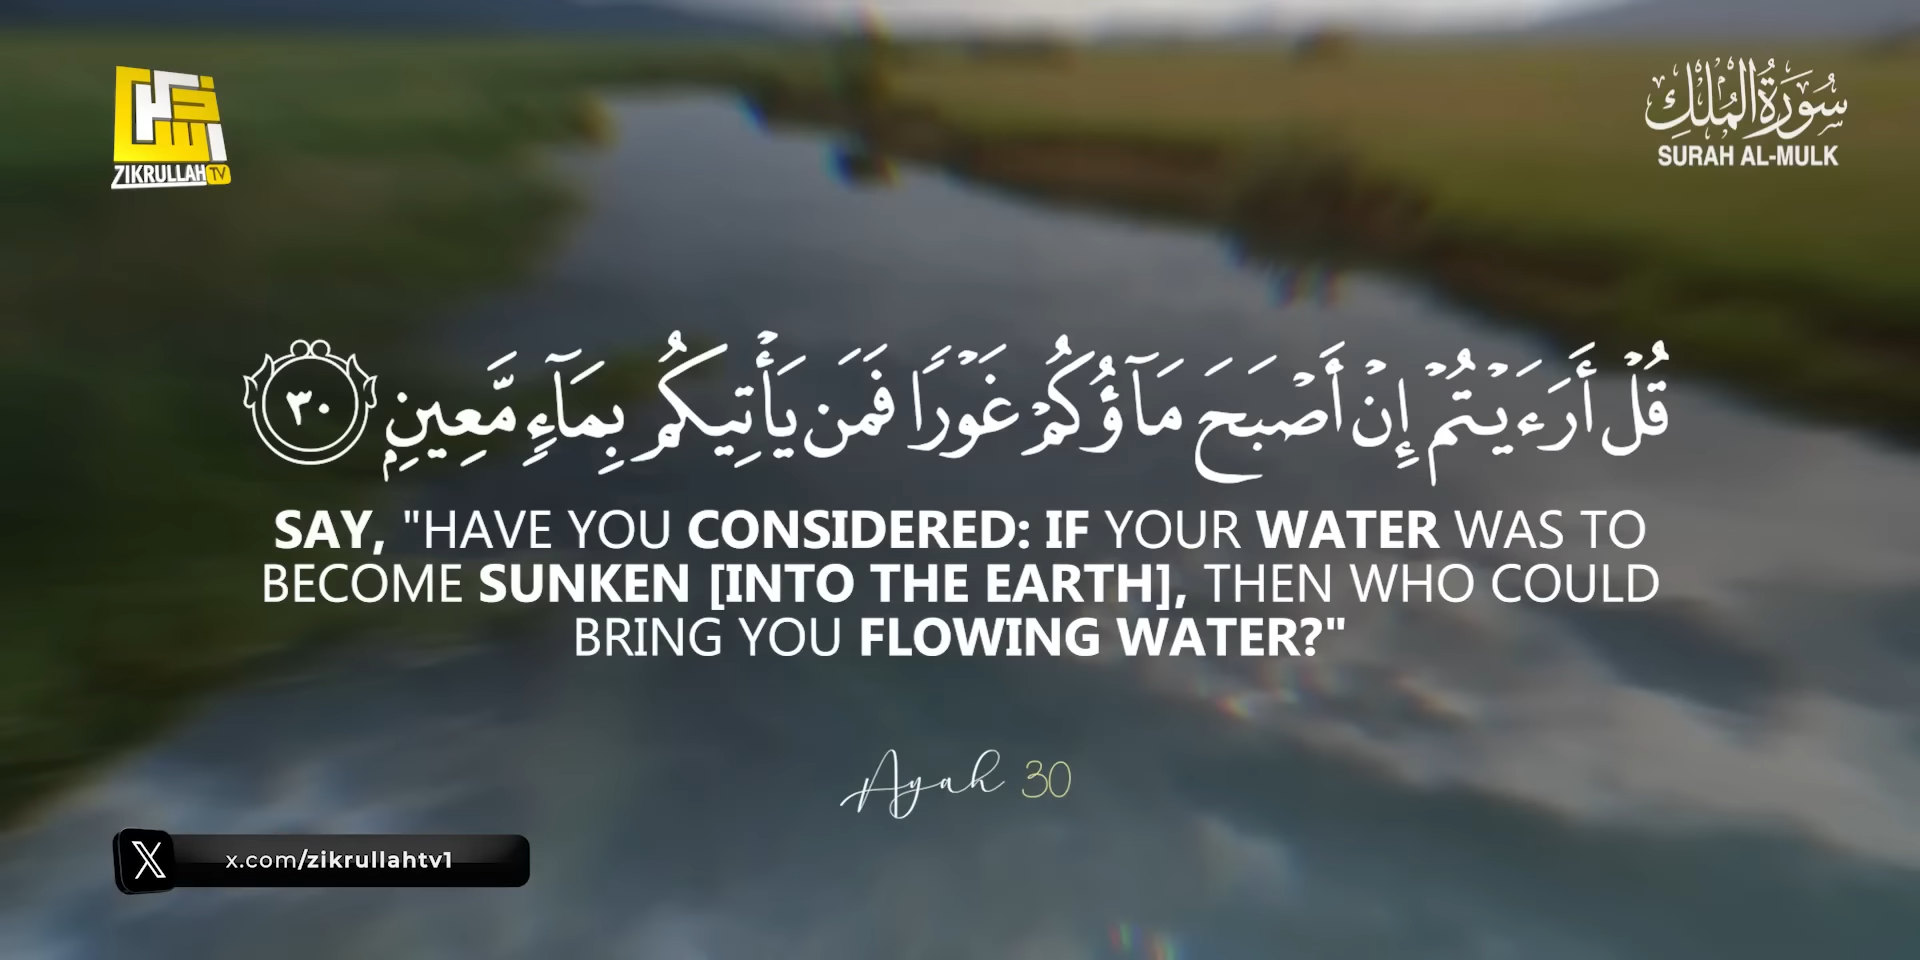 ZIKRULLAH TV
سُورَةُ الْمُلْكِ
SURAH AL-MULK
قُلْ أَرَءَيْتُمْ إِنْ أَصْبَحَ مَآؤُكُمْ غَوْرًا فَمَن يَأْتِيكُم بِمَآءٍ مَّعِينٍۭ ٣٠
SAY, "HAVE YOU CONSIDERED: IF YOUR WATER WAS TO
BECOME SUNKEN [INTO THE EARTH], THEN WHO COULD
BRING YOU FLOWING WATER?"
Ayah 30
x.com/zikrullahtv1